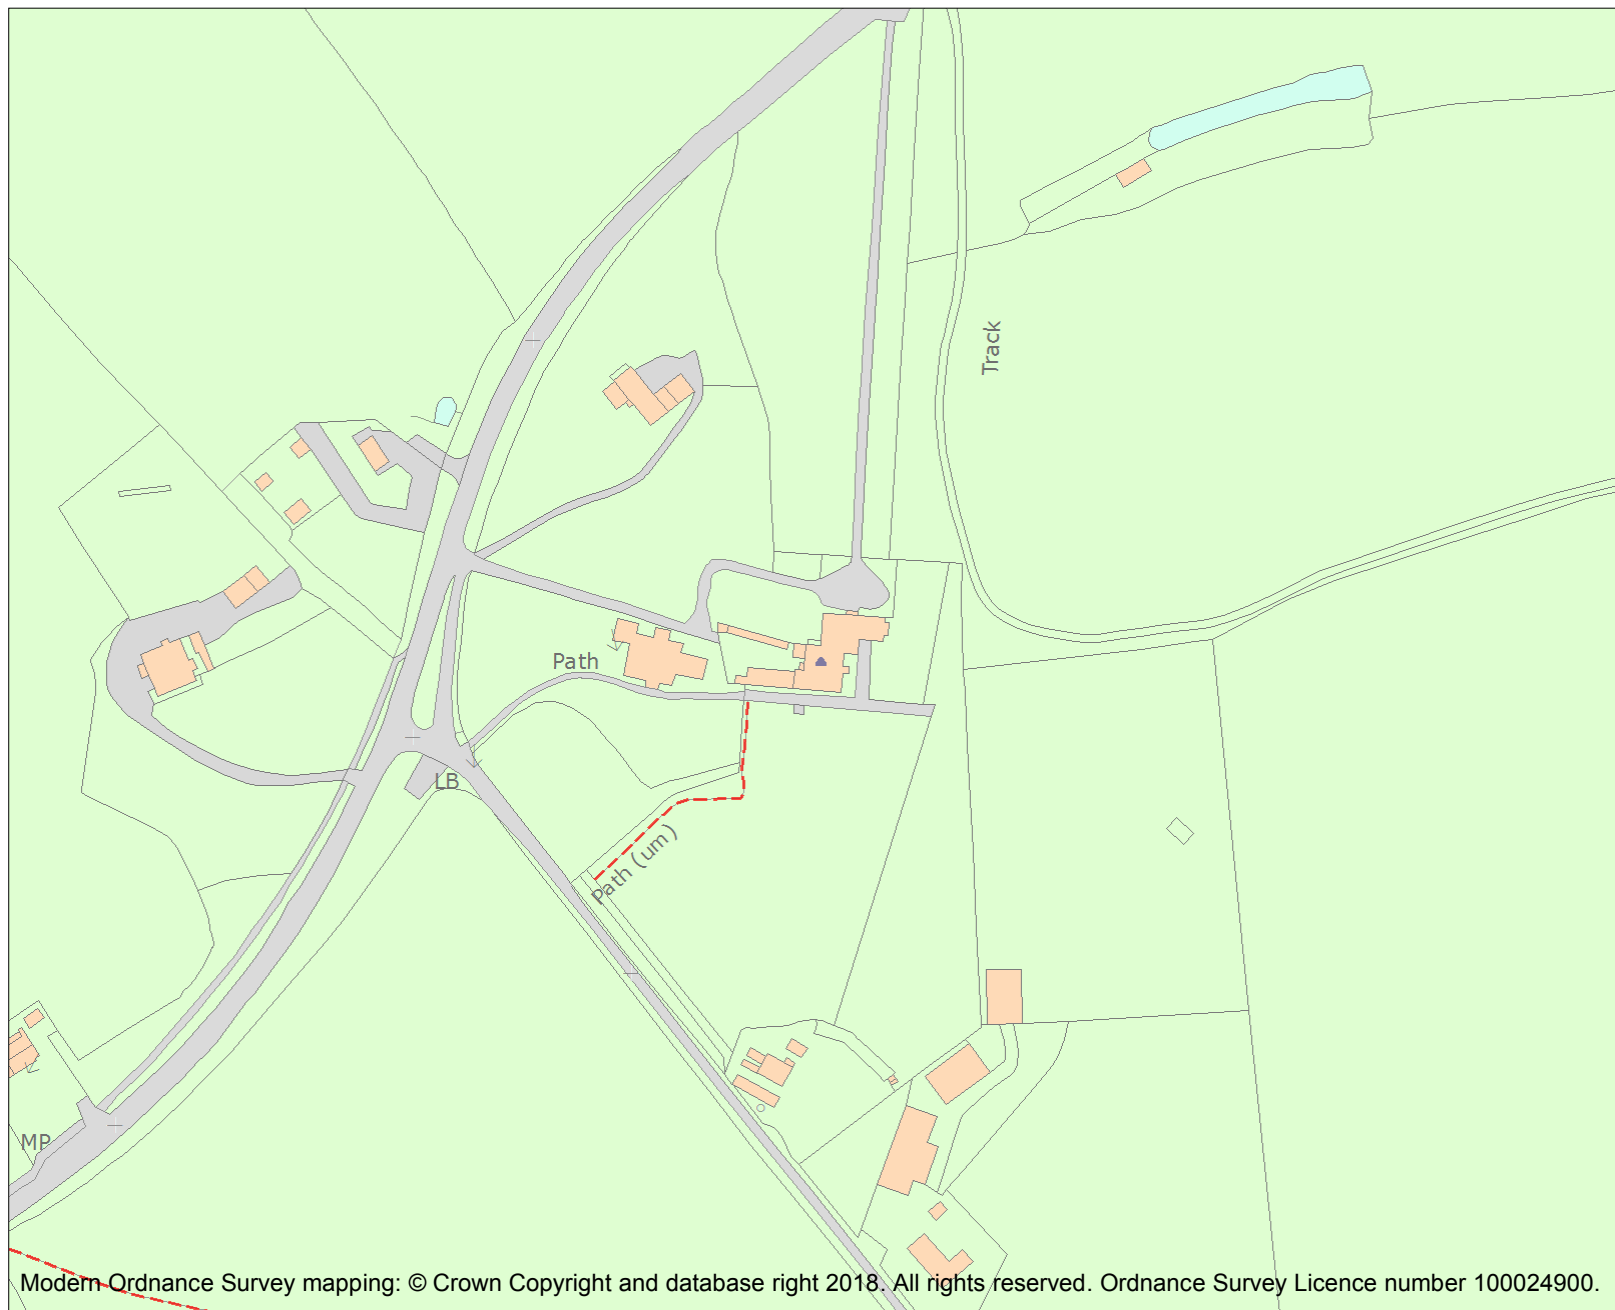 Track
Path
LB
Path (um)
MP
Modern Ordnance Survey mapping: © Crown Copyright and database right 2018. All rights reserved. Ordnance Survey Licence number 100024900.